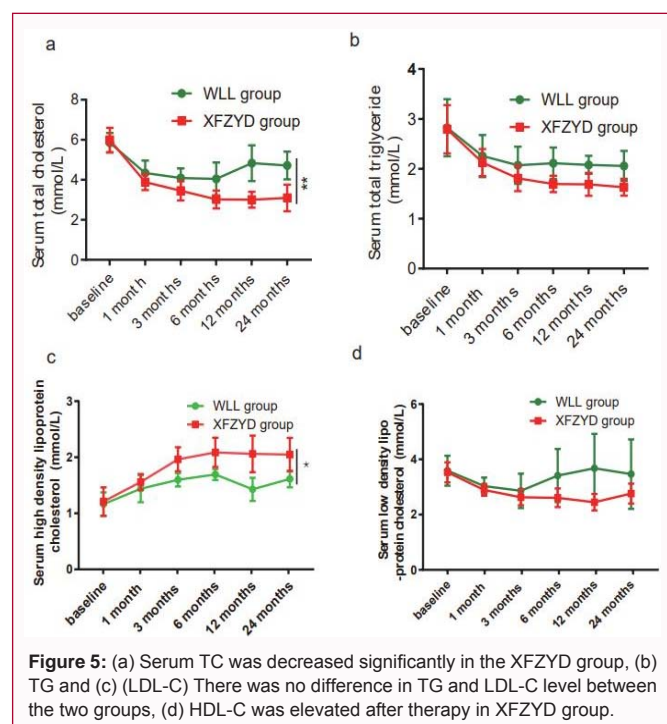 a
Serum total cholesterol
(mmol/L)
8
6
4
2
0
WLL group
XFZYD group
**
baseline
1 month
3 months
6 months
12 months
24 months
b
Serum total triglyceride
(mmol/L)
4
3
2
1
0
WLL group
XFZYD group
baseline
1 month
3 months
6 months
12 months
24 months
c
Serum high density lipoprotein
cholesterol (mmol/L)
3
2
1
0
WLL group
XFZYD group
*
baseline
1 month
3 months
6 months
12 months
24 months
d
Serum low density lipo
-protein cholesterol (mmol/L)
6
4
2
0
WLL group
XFZYD group
baseline
1 month
3 months
6 months
12 months
24 months
Figure 5: (a) Serum TC was decreased significantly in the XFZYD group, (b)
TG and (c) (LDL-C) There was no difference in TG and LDL-C level between
the two groups, (d) HDL-C was elevated after therapy in XFZYD group.